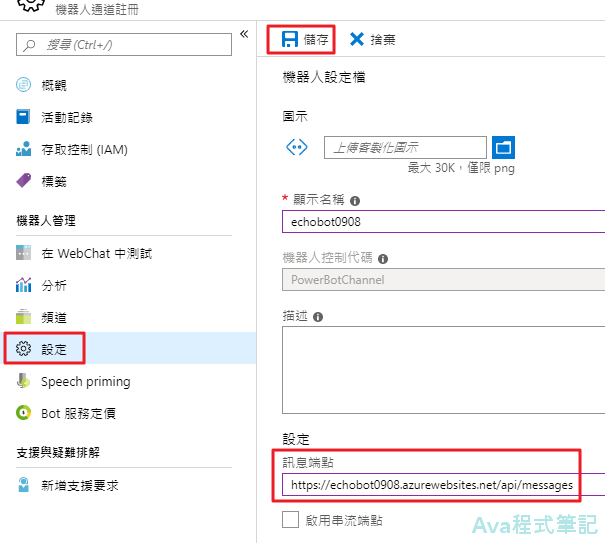 機器人通道註冊
搜尋 (Ctrl+/)
«
概觀
活動記錄
存取控制 (IAM)
標籤
機器人管理
在 WebChat 中測試
分析
頻道
設定
Speech priming
Bot 服務定價
支援與疑難排解
新增支援要求
儲存 捨棄
機器人設定檔
圖示
上傳客製化圖示
最大 30K，僅限 png
* 顯示名稱
echobot0908
機器人控制代碼
PowerBotChannel
描述
設定
訊息端點
https://echobot0908.azurewebsites.net/api/messages
啟用串流端點
Ava程式筆記